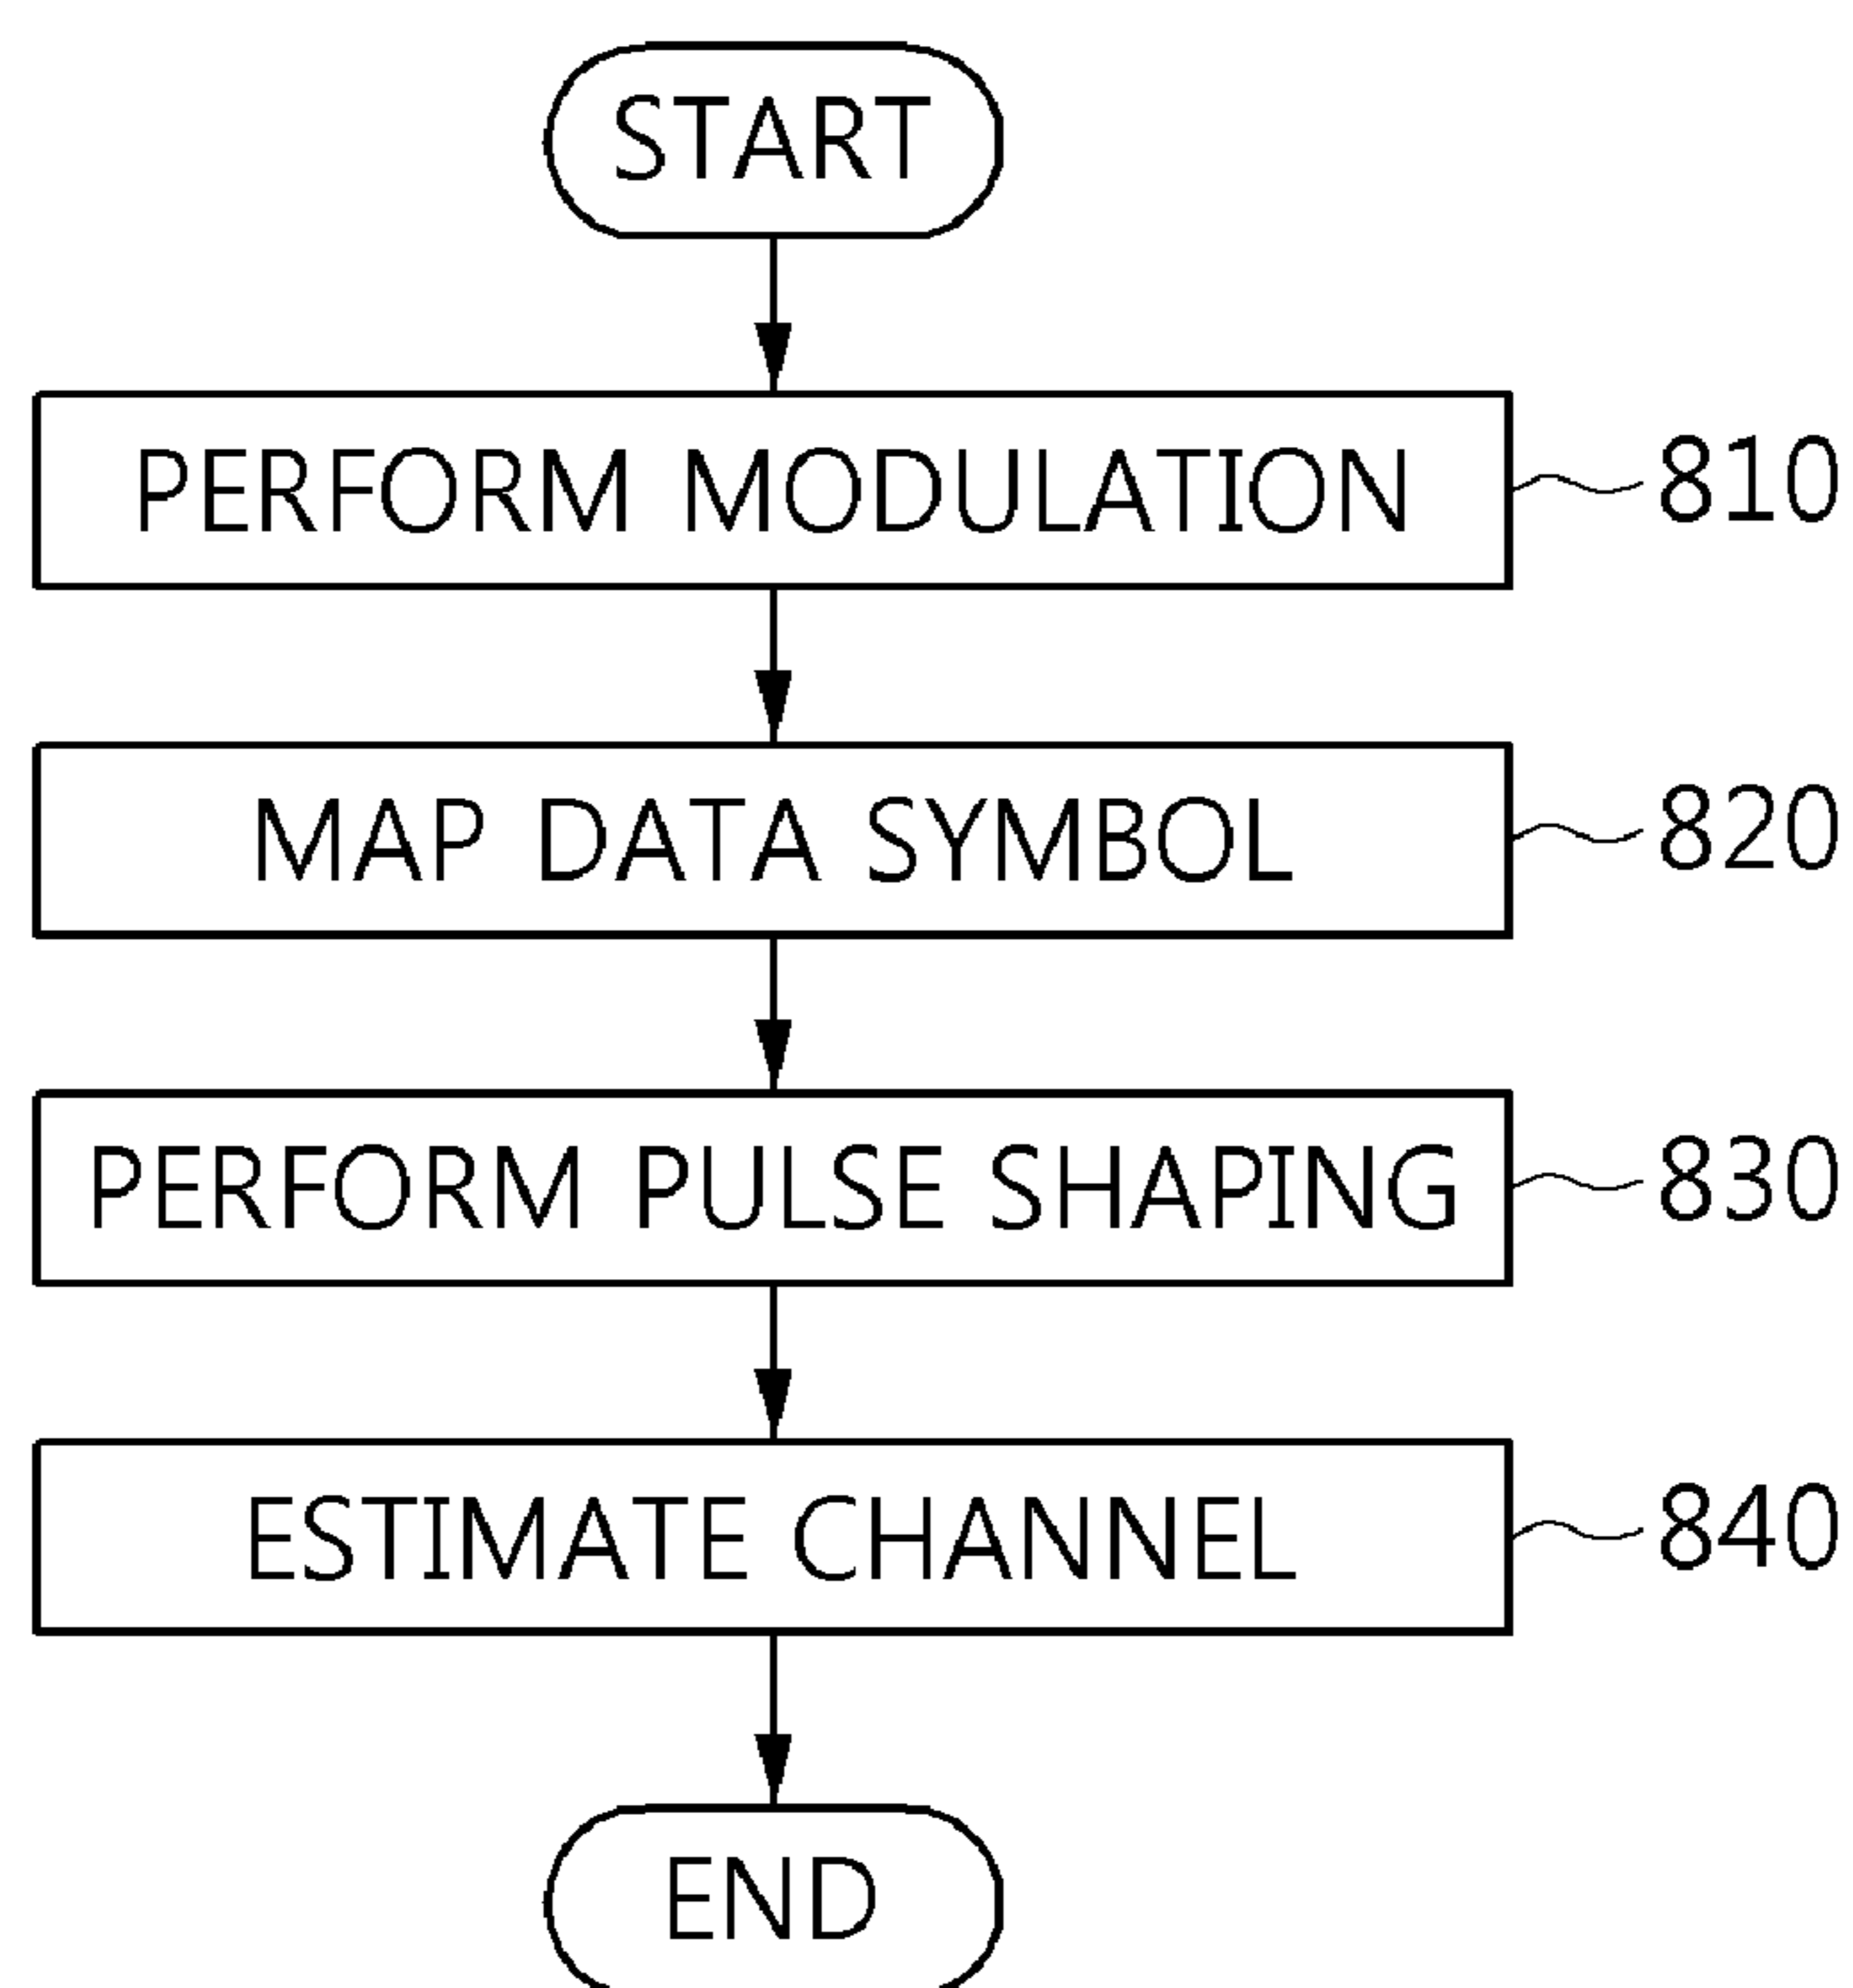 START
PERFORM MODULATION 810
MAP DATA SYMBOL 820
PERFORM PULSE SHAPING 830
ESTIMATE CHANNEL 840
END